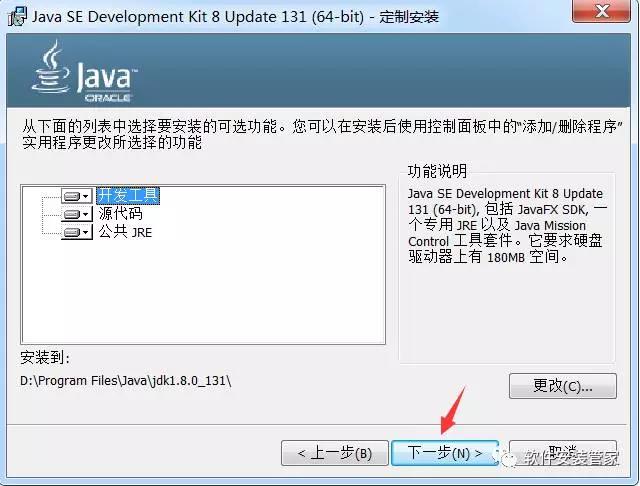 Java SE Development Kit 8 Update 131 (64-bit) - 定制安装
Java
ORACLE
从下面的列表中选择要安装的可选功能。您可以在安装后使用控制面板中的“添加/删除程序”
实用程序更改所选择的功能
开发工具
源代码
公共 JRE
功能说明
Java SE Development Kit 8 Update
131 (64-bit), 包括 JavaFX SDK, 一
个专用 JRE 以及 Java Mission
Control 工具套件。它要求硬盘
驱动器上有 180MB 空间。
安装到:
D:\Program Files\Java\jdk1.8.0_131\
更改(C)...
< 上一步(B)
下一步(N) >
取消
软件安装管家